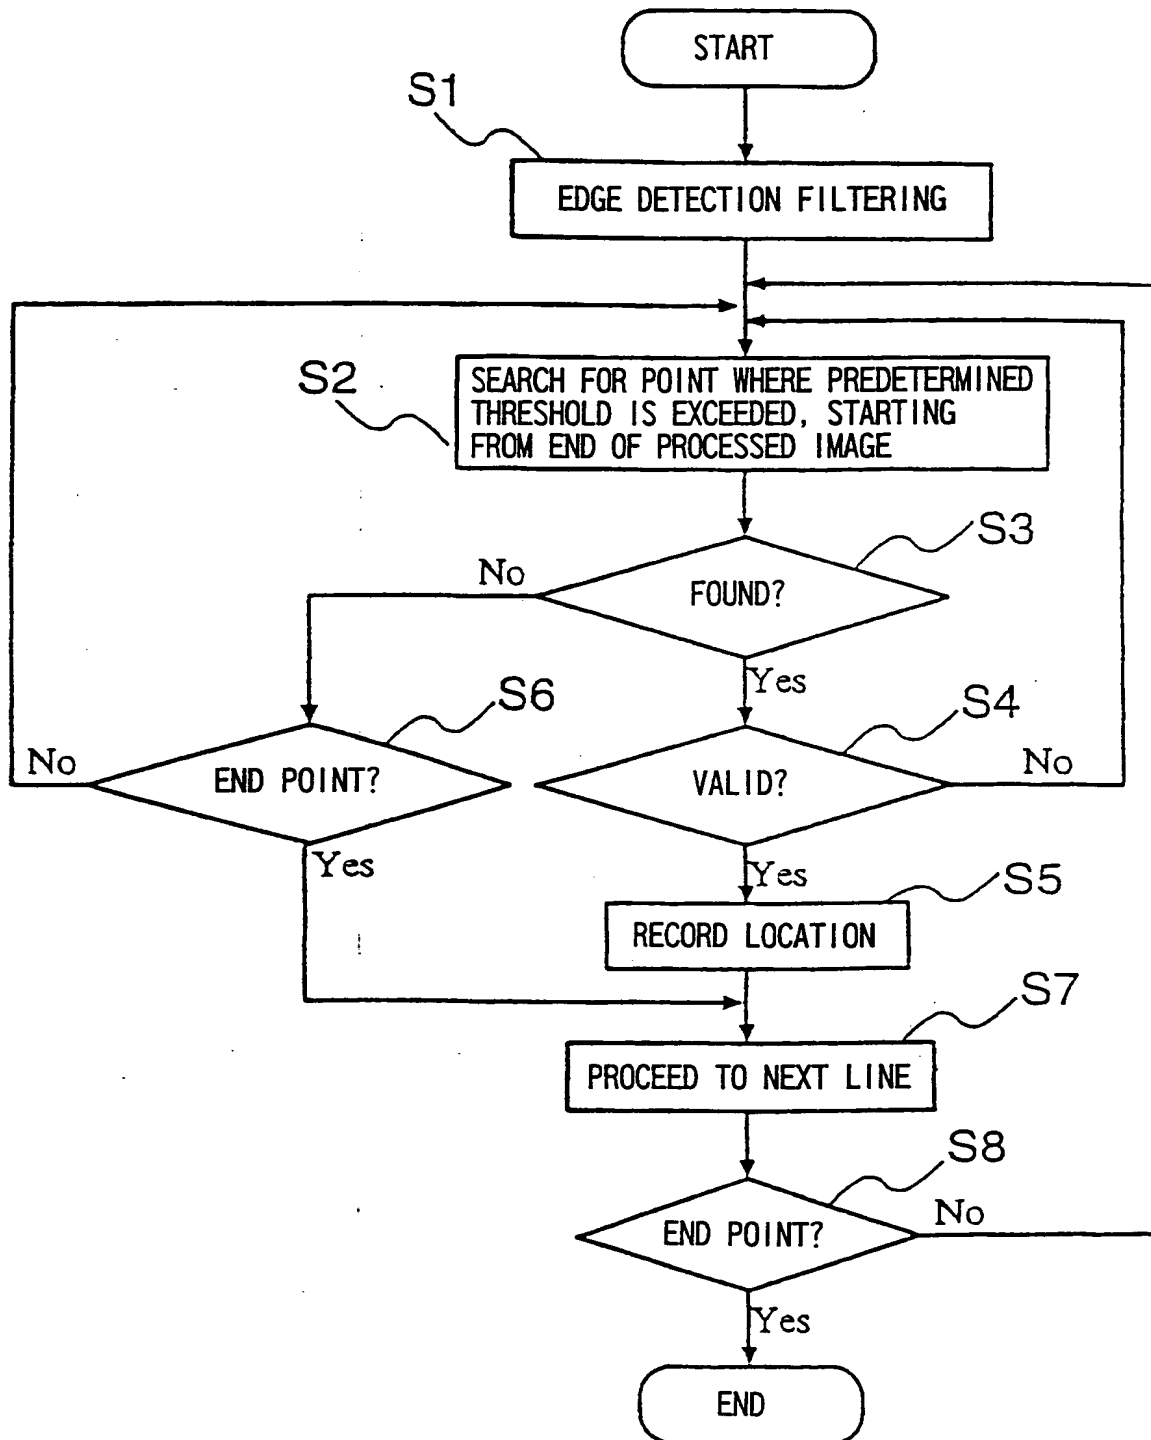 START
S1
EDGE DETECTION FILTERING
S2
SEARCH FOR POINT WHERE PREDETERMINED
THRESHOLD IS EXCEEDED, STARTING
FROM END OF PROCESSED IMAGE
S3
No
FOUND?
Yes
S6
S4
No
END POINT?
VALID?
No
Yes
Yes
S5
RECORD LOCATION
S7
PROCEED TO NEXT LINE
S8
No
END POINT?
Yes
END